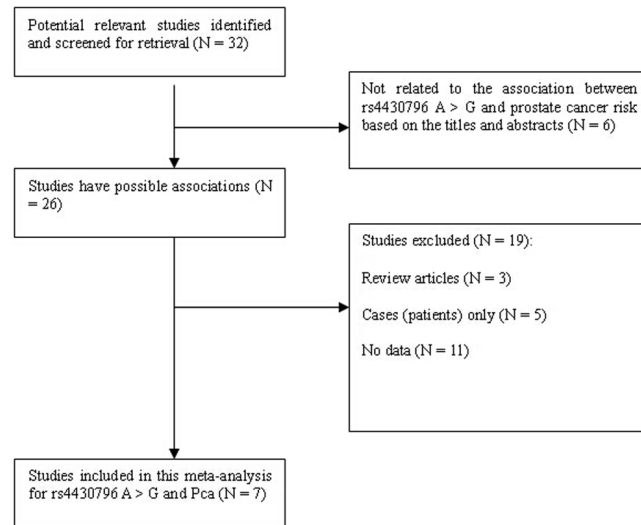 Potential relevant studies identified
and screened for retrieval (N = 32)
Not related to the association between
rs4430796 A > G and prostate cancer risk
based on the titles and abstracts (N = 6)
Studies have possible associations (N
= 26)
Studies excluded (N = 19):
Review articles (N = 3)
Cases (patients) only (N = 5)
No data (N = 11)
Studies included in this meta-analysis
for rs4430796 A > G and Pca (N = 7)